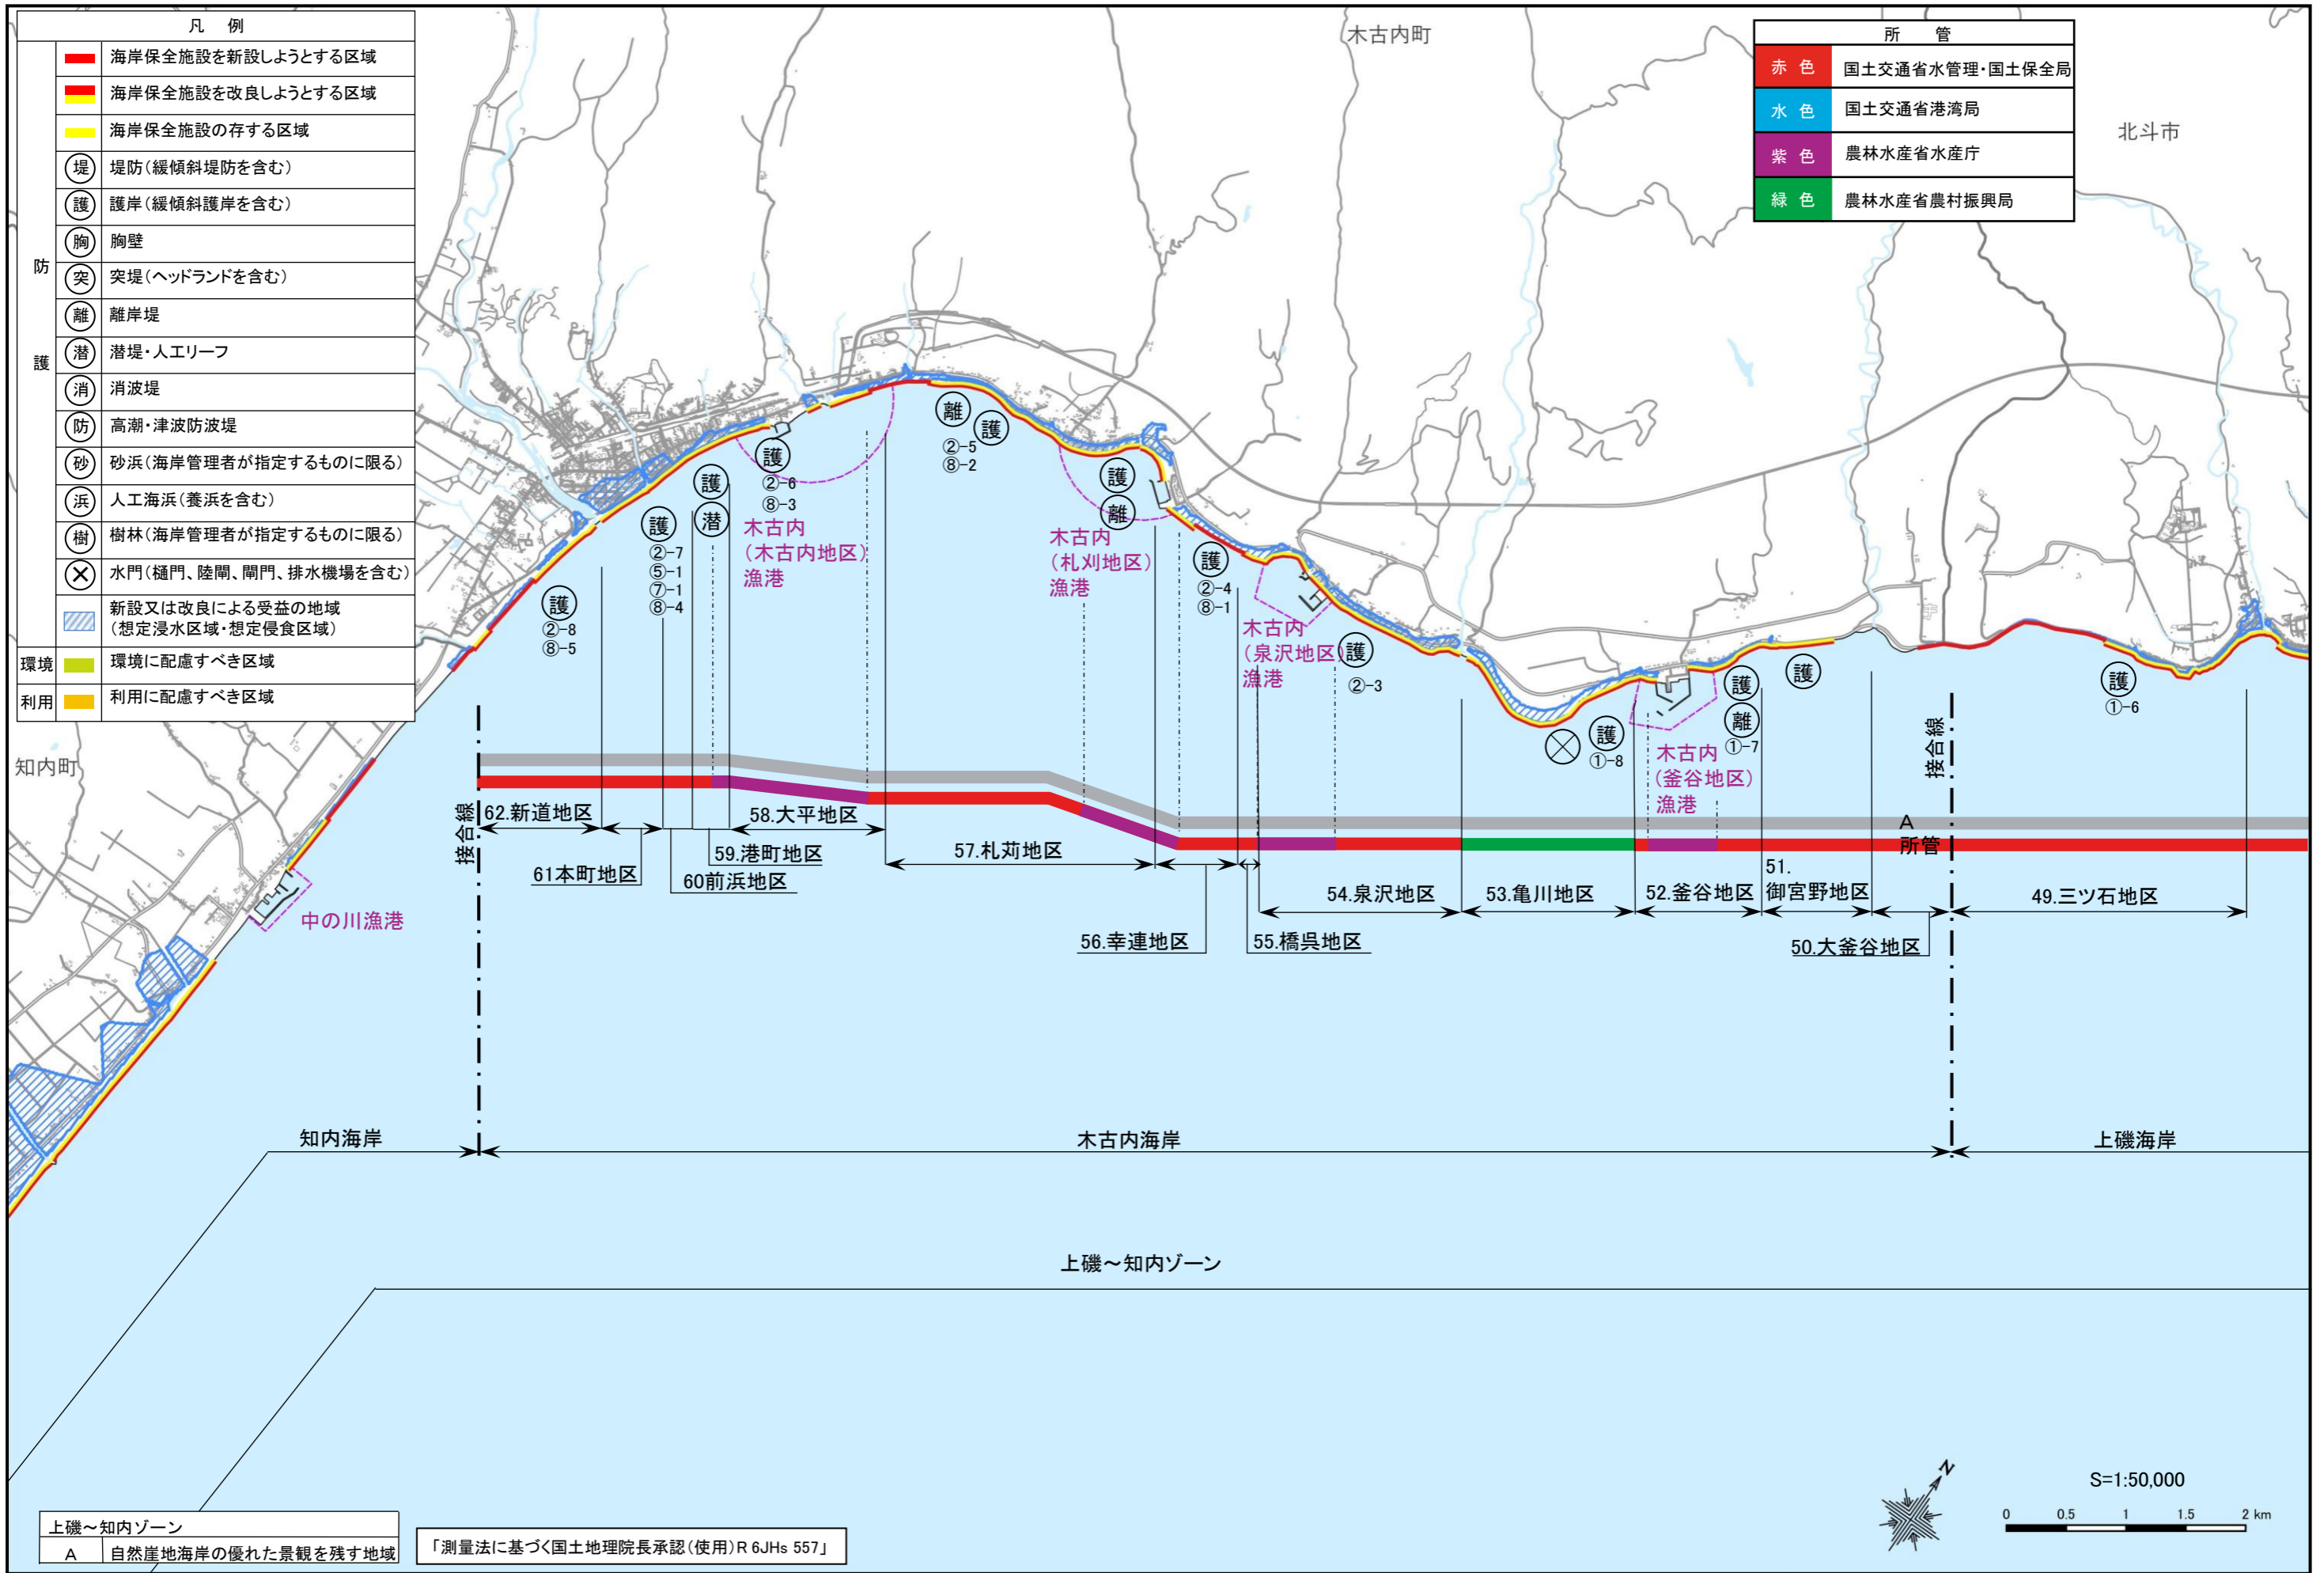 凡 例
防
護
海岸保全施設を新設しようとする区域
海岸保全施設を改良しようとする区域
海岸保全施設の存する区域
堤 堤防(緩傾斜堤防を含む)
護 護岸(緩傾斜護岸を含む)
胸 胸壁
突 突堤(ヘッドランドを含む)
離 離岸堤
潜 潜堤・人工リーフ
消 消波堤
防 高潮・津波防波堤
砂 砂浜(海岸管理者が指定するものに限る)
浜 人工海浜(養浜を含む)
樹 樹林(海岸管理者が指定するものに限る)
水門(樋門、陸閘、閘門、排水機場を含む)
新設又は改良による受益の地域
(想定浸水区域・想定侵食区域)
環境 環境に配慮すべき区域
利用 利用に配慮すべき区域
所 管
赤 色 国土交通省水管理・国土保全局
水 色 国土交通省港湾局
紫 色 農林水産省水産庁
緑 色 農林水産省農村振興局
木古内町
北斗市
知内町
護
②-8
⑧-5
護
②-7
⑤-1
⑦-1
⑧-4
護
潜
護
②-6
⑧-3
木古内
(木古内地区)
漁港
離
護
②-5
⑧-2
護
離
木古内
(札刈地区)
漁港
護
②-4
⑧-1
木古内
(泉沢地区)
漁港
護
②-3
護
①-8
護
離
①-7
木古内
(釜谷地区)
漁港
護
護
①-6
中の川漁港
接合線
接合線
A
所管
62.新道地区
61本町地区
60前浜地区
59.港町地区
58.大平地区
57.札苅地区
56.幸連地区
55.橋呉地区
54.泉沢地区
53.亀川地区
52.釜谷地区
51.
御宮野地区
50.大釜谷地区
49.三ツ石地区
知内海岸
木古内海岸
上磯海岸
上磯~知内ゾーン
上磯~知内ゾーン
A 自然崖地海岸の優れた景観を残す地域
「測量法に基づく国土地理院長承認(使用)R 6JHs 557」
N
S=1:50,000
0 0.5 1 1.5 2 km